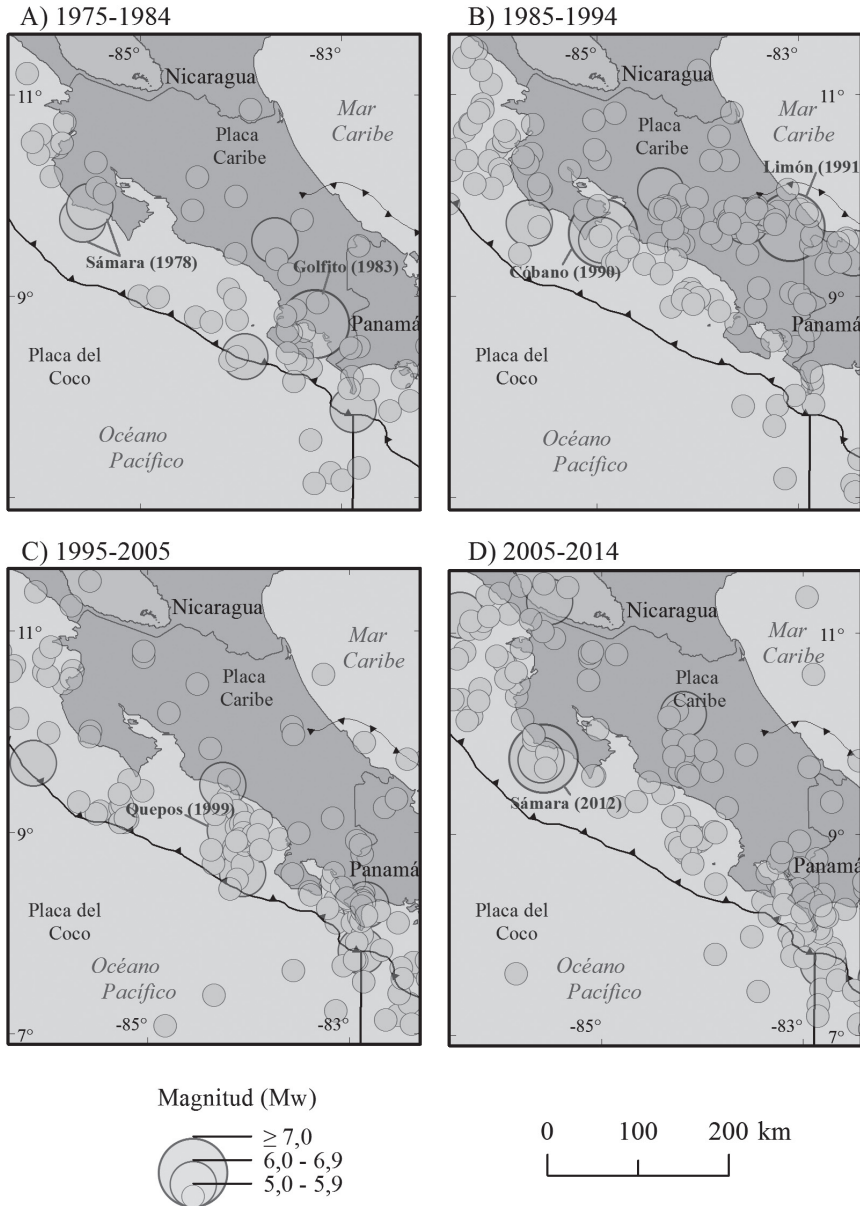 A) 1975-1984
-85°
-83°
11°
9°
Nicaragua
Mar
Caribe
Placa
Caribe
Sámara (1978)
Golfito (1983)
Panamá
Placa del
Coco
Océano
Pacífico
B) 1985-1994
-85°
-83°
11°
9°
Nicaragua
Mar
Caribe
Placa
Caribe
Limón (1991
Cóbano (1990)
Panamá
Placa del
Coco
Océano
Pacífico
C) 1995-2005
11°
9°
7°
-85°
-83°
Nicaragua
Mar
Caribe
Placa
Caribe
Quepos (1999)
Panamá
Placa del
Coco
Océano
Pacífico
D) 2005-2014
11°
9°
7°
-85°
-83°
Nicaragua
Mar
Caribe
Placa
Caribe
Sámara (2012)
Panamá
Placa del
Coco
Océano
Pacífico
Magnitud (Mw)
≥ 7,0
6,0 - 6,9
5,0 - 5,9
0 100 200 km